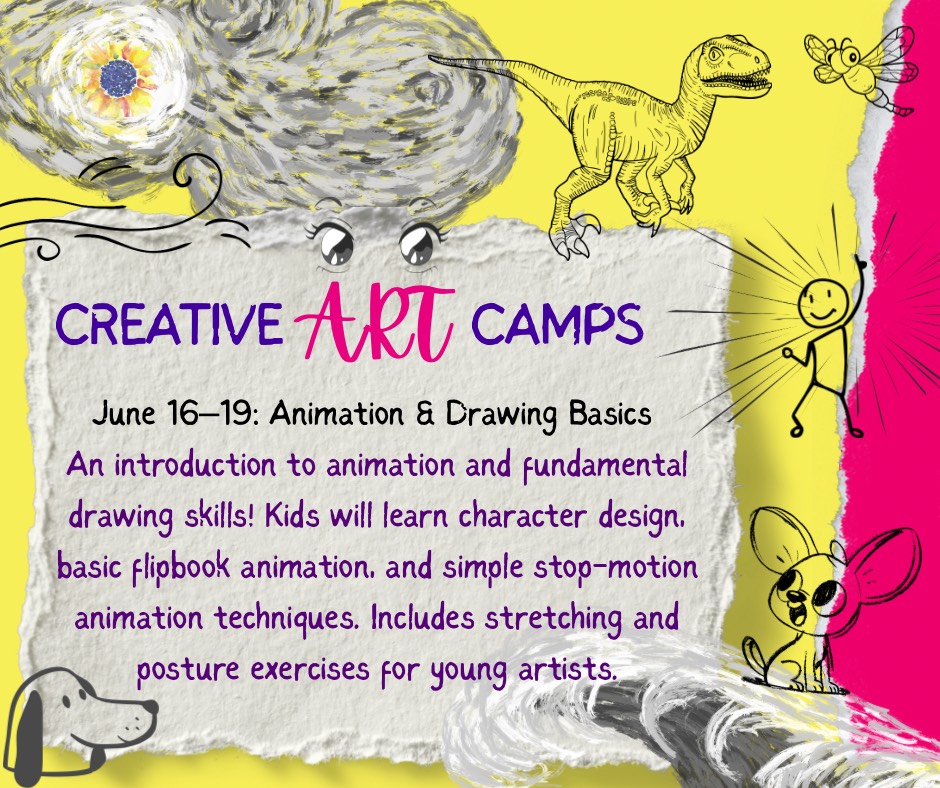 CREATIVE ART CAMPS
June 16–19: Animation & Drawing Basics
An introduction to animation and fundamental
drawing skills! Kids will learn character design,
basic flipbook animation, and simple stop-motion
animation techniques. Includes stretching and
posture exercises for young artists.